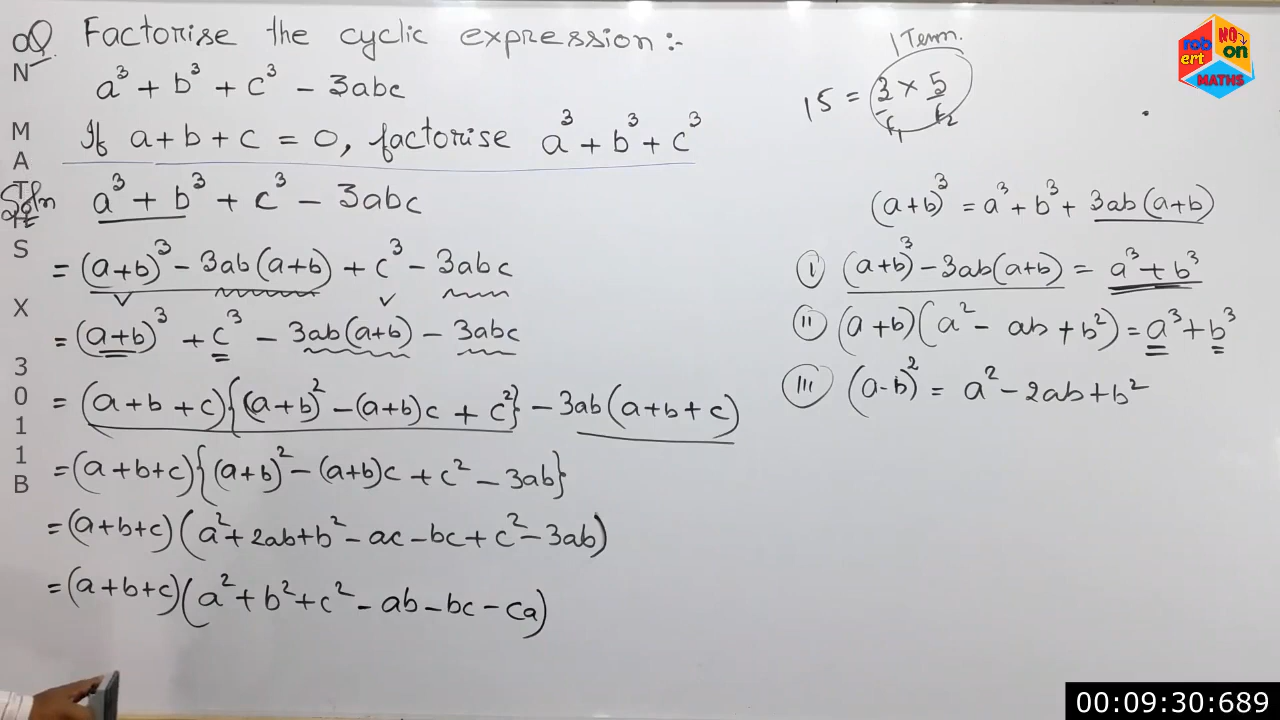 Q Factorise the cyclic expression :-
a³ + b³ + c³ - 3abc
If a+b+c = 0, factorise a³ + b³ + c³
Soln
a³ + b³ + c³ - 3abc
= (a+b)³ - 3ab(a+b) + c³ - 3abc
= (a+b)³ + c³ - 3ab(a+b) - 3abc
= (a+b+c){(a+b)² - (a+b)c + c²} - 3ab(a+b+c)
= (a+b+c){(a+b)² - (a+b)c + c² - 3ab}
= (a+b+c)(a² + 2ab + b² - ac - bc + c² - 3ab)
= (a+b+c)(a² + b² + c² - ab - bc - ca)
1 Term.
15 = 3 × 5
f₁ f₂
(a+b)³ = a³ + b³ + 3ab(a+b)
(i) (a+b)³ - 3ab(a+b) = a³ + b³
(ii) (a+b)(a² - ab + b²) = a³ + b³
(iii) (a-b)² = a² - 2ab + b²
N
M
A
T
S
X
3
0
1
1
B
rob
ert
NO
on
MATHS
00:09:30:689